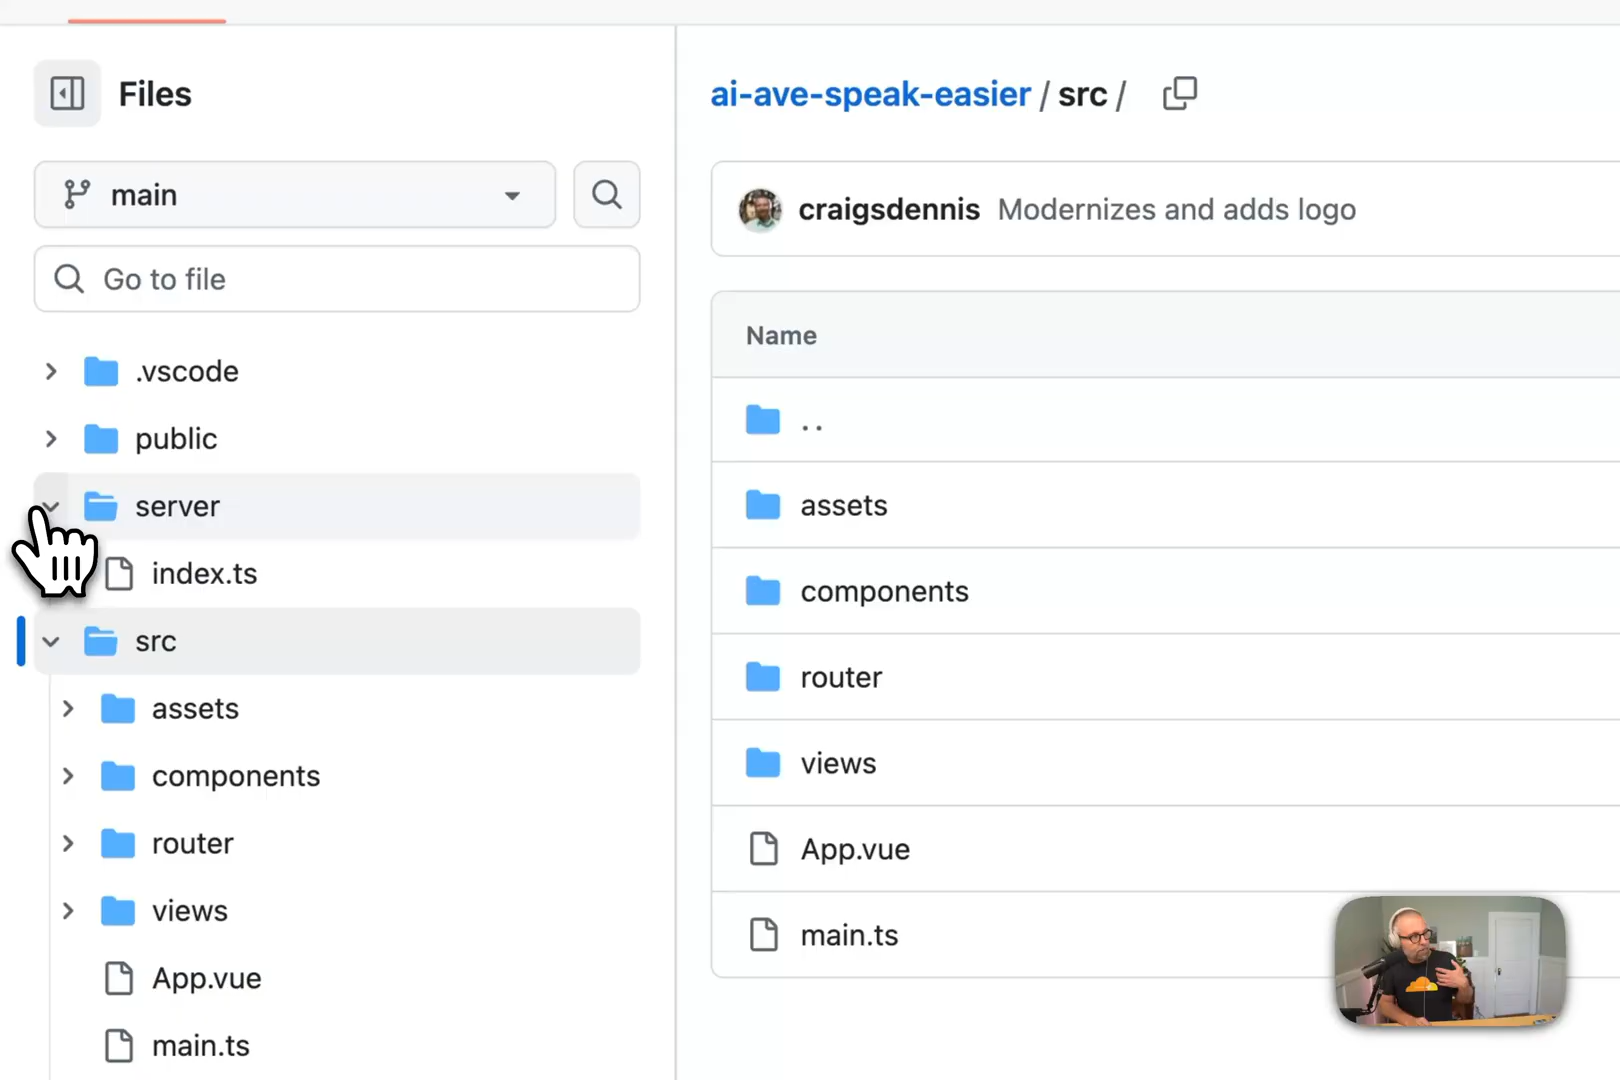 Files
main
Go to file
.vscode
public
server
index.ts
src
assets
components
router
views
App.vue
main.ts
ai-ave-speak-easier / src /
craigsdennis Modernizes and adds logo
Name
..
assets
components
router
views
App.vue
main.ts